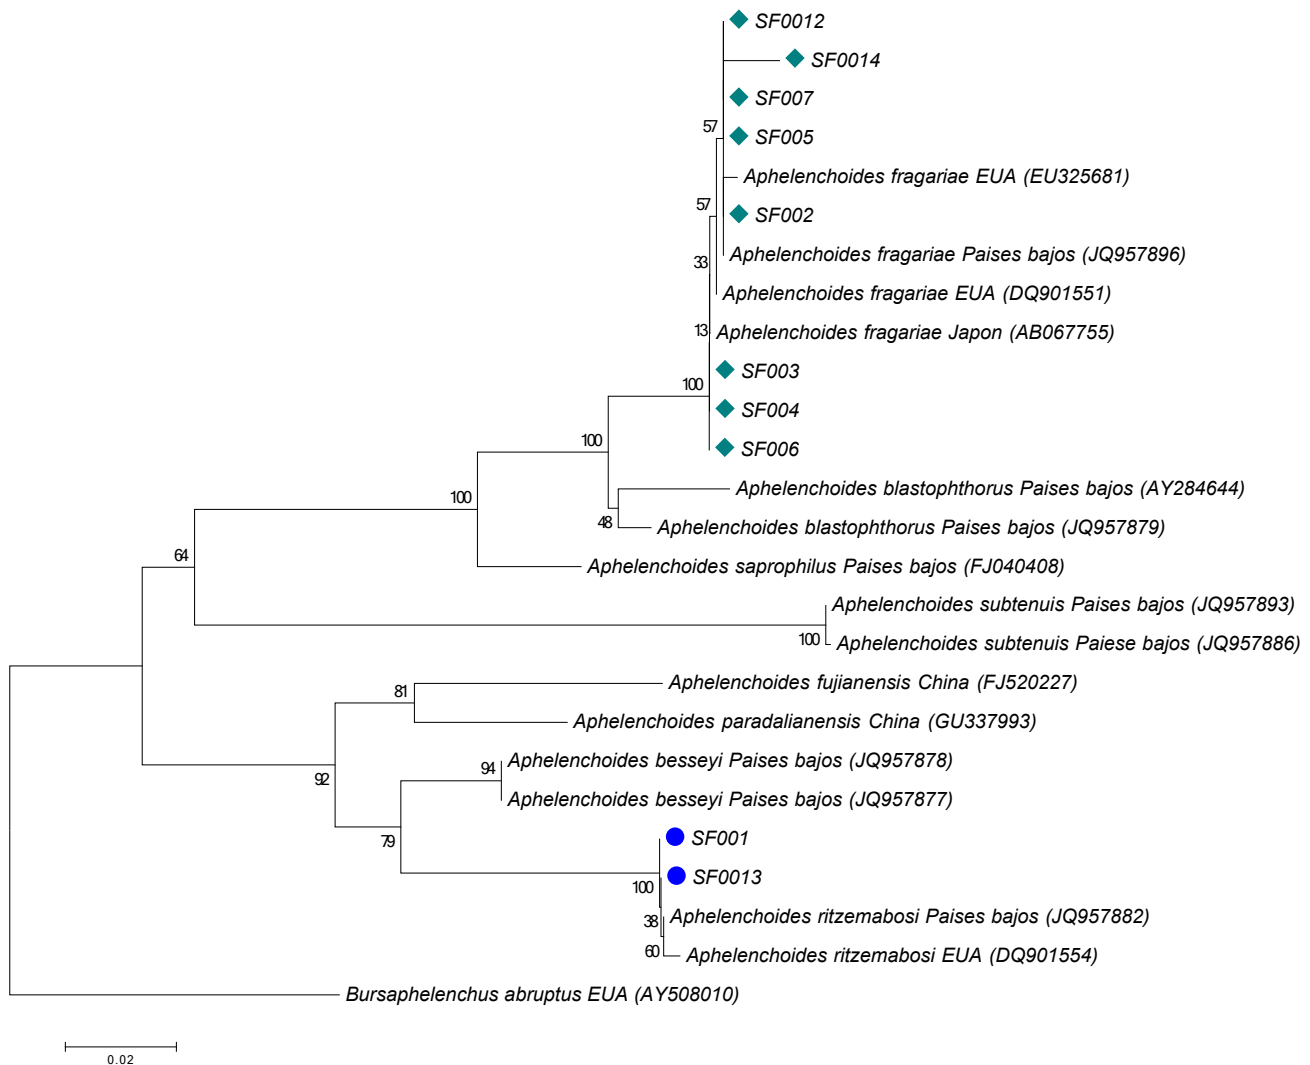 SF0012
SF0014
SF007
57
SF005
Aphelenchoides fragariae EUA (EU325681)
57
SF002
Aphelenchoides fragariae Paises bajos (JQ957896)
33
Aphelenchoides fragariae EUA (DQ901551)
13
Aphelenchoides fragariae Japon (AB067755)
SF003
100
SF004
100
SF006
Aphelenchoides blastophthorus Paises bajos (AY284644)
100
48
Aphelenchoides blastophthorus Paises bajos (JQ957879)
64
Aphelenchoides saprophilus Paises bajos (FJ040408)
Aphelenchoides subtenuis Paises bajos (JQ957893)
100
Aphelenchoides subtenuis Paiese bajos (JQ957886)
81
Aphelenchoides fujianensis China (FJ520227)
Aphelenchoides paradalianensis China (GU337993)
92
94
Aphelenchoides besseyi Paises bajos (JQ957878)
Aphelenchoides besseyi Paises bajos (JQ957877)
79
SF001
SF0013
100
38
Aphelenchoides ritzemabosi Paises bajos (JQ957882)
60
Aphelenchoides ritzemabosi EUA (DQ901554)
Bursaphelenchus abruptus EUA (AY508010)
0.02